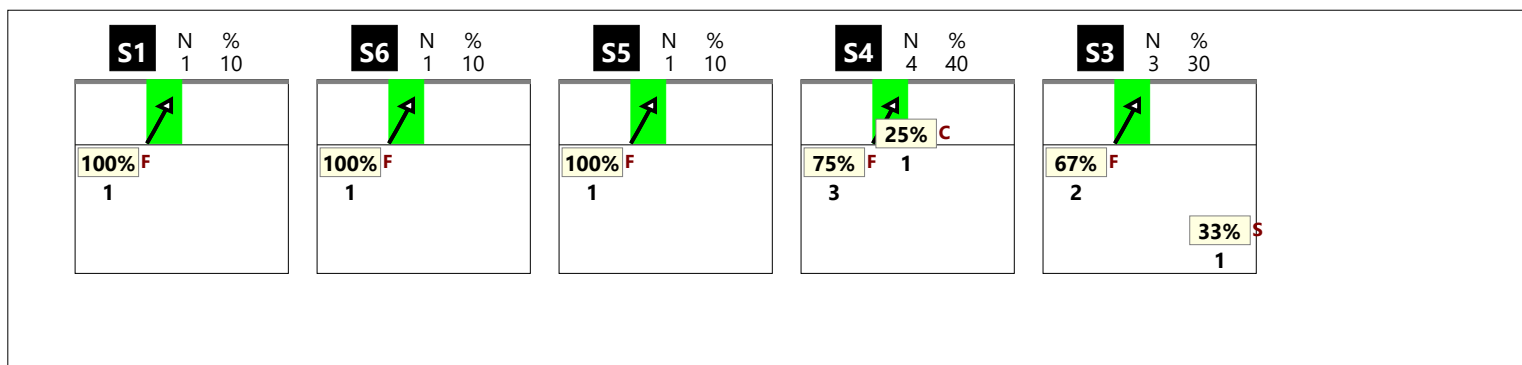 S1 N % 1 10
S6 N % 1 10
S5 N % 1 10
S4 N % 4 40
S3 N % 3 30
100% F
1
100% F
1
100% F
1
25% C
1
75% F
3
67% F
2
33% S
1